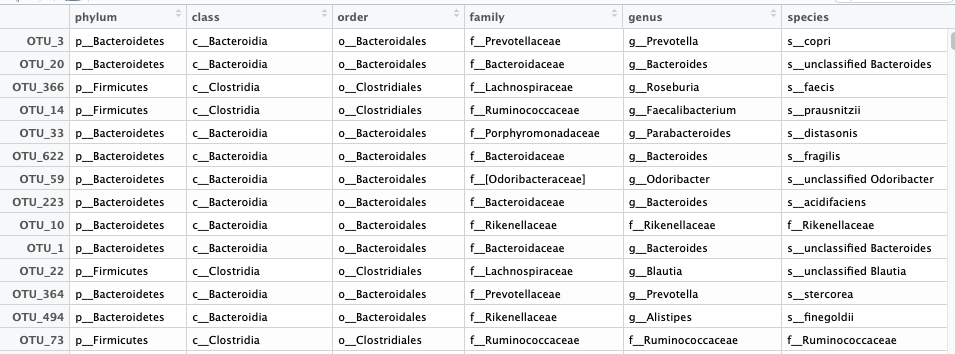 phylum class order family genus species
OTU_3 p__Bacteroidetes c__Bacteroidia o__Bacteroidales f__Prevotellaceae g__Prevotella s__copri
OTU_20 p__Bacteroidetes c__Bacteroidia o__Bacteroidales f__Bacteroidaceae g__Bacteroides s__unclassified Bacteroides
OTU_366 p__Firmicutes c__Clostridia o__Clostridiales f__Lachnospiraceae g__Roseburia s__faecis
OTU_14 p__Firmicutes c__Clostridia o__Clostridiales f__Ruminococcaceae g__Faecalibacterium s__prausnitzii
OTU_33 p__Bacteroidetes c__Bacteroidia o__Bacteroidales f__Porphyromonadaceae g__Parabacteroides s__distasonis
OTU_622 p__Bacteroidetes c__Bacteroidia o__Bacteroidales f__Bacteroidaceae g__Bacteroides s__fragilis
OTU_59 p__Bacteroidetes c__Bacteroidia o__Bacteroidales f__[Odoribacteraceae] g__Odoribacter s__unclassified Odoribacter
OTU_223 p__Bacteroidetes c__Bacteroidia o__Bacteroidales f__Bacteroidaceae g__Bacteroides s__acidifaciens
OTU_10 p__Bacteroidetes c__Bacteroidia o__Bacteroidales f__Rikenellaceae f__Rikenellaceae f__Rikenellaceae
OTU_1 p__Bacteroidetes c__Bacteroidia o__Bacteroidales f__Bacteroidaceae g__Bacteroides s__unclassified Bacteroides
OTU_22 p__Firmicutes c__Clostridia o__Clostridiales f__Lachnospiraceae g__Blautia s__unclassified Blautia
OTU_364 p__Bacteroidetes c__Bacteroidia o__Bacteroidales f__Prevotellaceae g__Prevotella s__stercorea
OTU_494 p__Bacteroidetes c__Bacteroidia o__Bacteroidales f__Rikenellaceae g__Alistipes s__finegoldii
OTU_73 p__Firmicutes c__Clostridia o__Clostridiales f__Ruminococcaceae f__Ruminococcaceae f__Ruminococcaceae